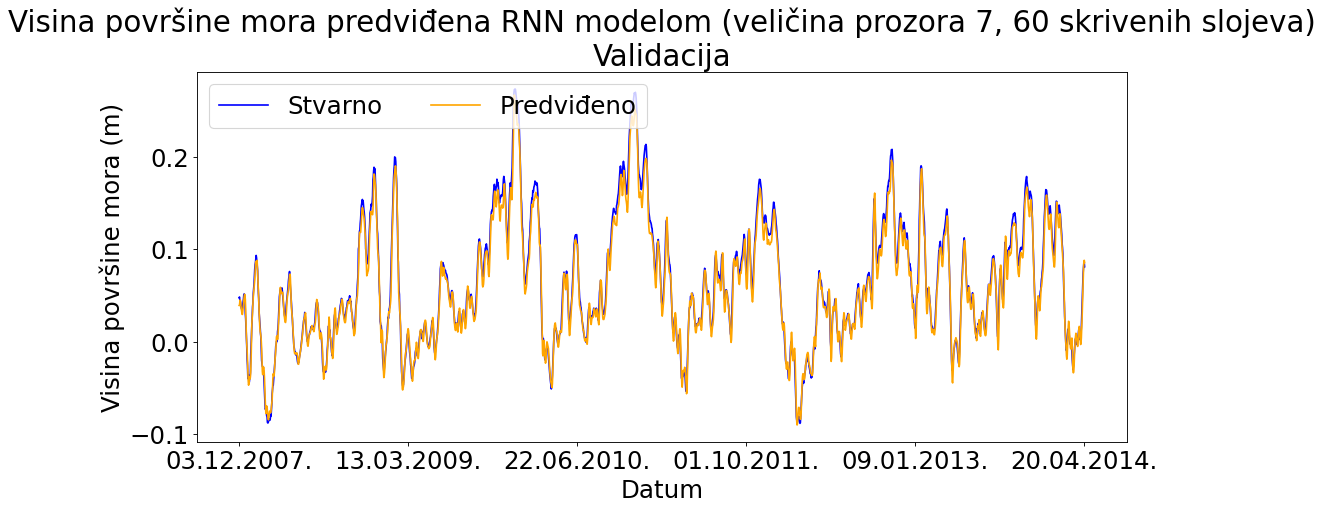 Visina površine mora predviđena RNN modelom (veličina prozora 7, 60 skrivenih slojeva)
Validacija
Stvarno
Predviđeno
Visina površine mora (m)
0.2
0.1
0.0
−0.1
03.12.2007.
13.03.2009.
22.06.2010.
01.10.2011.
09.01.2013.
20.04.2014.
Datum